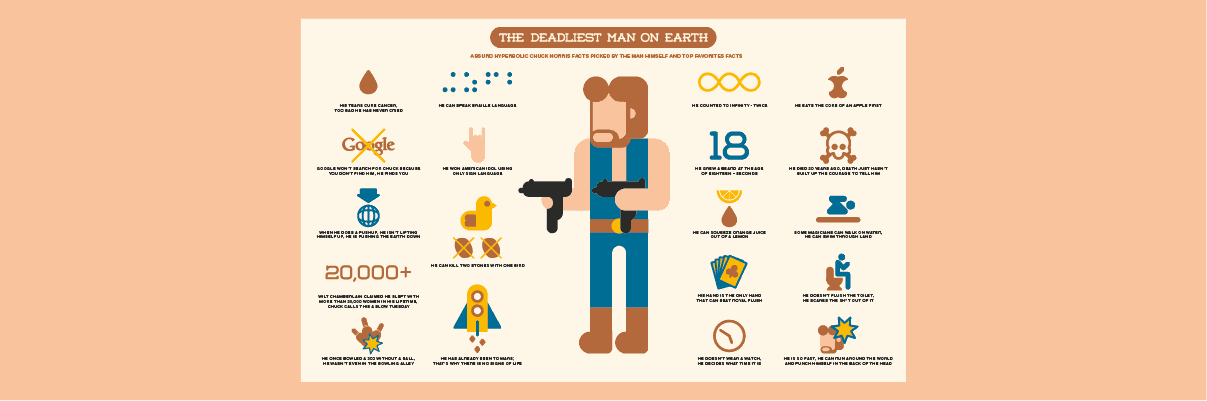 THE DEADLIEST MAN ON EARTH
ABSURD HYPERBOLIC CHUCK NORRIS FACTS PICKED BY THE MAN HIMSELF AND TOP FAVORITES FACTS
HIS TEARS CURE CANCER,
TOO BAD HE HAS NEVER CRIED
HE CAN SPEAK BRAILLE LANGUAGE
HE COUNTED TO INFINITY - TWICE
HE EATS THE CORE OF AN APPLE FIRST
Google
GOOGLE WON'T SEARCH FOR CHUCK BECAUSE
YOU DON'T FIND HIM, HE FINDS YOU
HE WON AMERICAN IDOL USING
ONLY SIGN LANGUAGE
18
HE GREW A BEARD AT THE AGE
OF EIGHTEEN - SECONDS
HE DIED 20 YEARS AGO, DEATH JUST HASN'T
BUILT UP THE COURAGE TO TELL HIM
WHEN HE DOES A PUSHUP, HE ISN'T LIFTING
HIMSELF UP, HE IS PUSHING THE EARTH DOWN
HE CAN KILL TWO STONES WITH ONE BIRD
HE CAN SQUEEZE ORANGE JUICE
OUT OF A LEMON
SOME MAGICIANS CAN WALK ON WATER,
HE CAN SWIM THROUGH LAND
20,000+
WILT CHAMBERLAIN CLAIMED HE SLEPT WITH
MORE THAN 20,000 WOMEN IN HIS LIFETIME,
CHUCK CALLS THIS A SLOW TUESDAY
HIS HAND IS THE ONLY HAND
THAT CAN BEAT ROYAL FLUSH
HE DOESN'T FLUSH THE TOILET,
HE SCARES THE SH*T OUT OF IT
HE ONCE BOWLED A 300 WITHOUT A BALL,
HE WASN'T EVEN IN THE BOWLING ALLEY
HE HAS ALREADY BEEN TO MARS;
THAT'S WHY THERE IS NO SIGNS OF LIFE
HE DOESN'T WEAR A WATCH,
HE DECIDES WHAT TIME IT IS
HE IS SO FAST, HE CAN RUN AROUND THE WORLD
AND PUNCH HIMSELF IN THE BACK OF THE HEAD